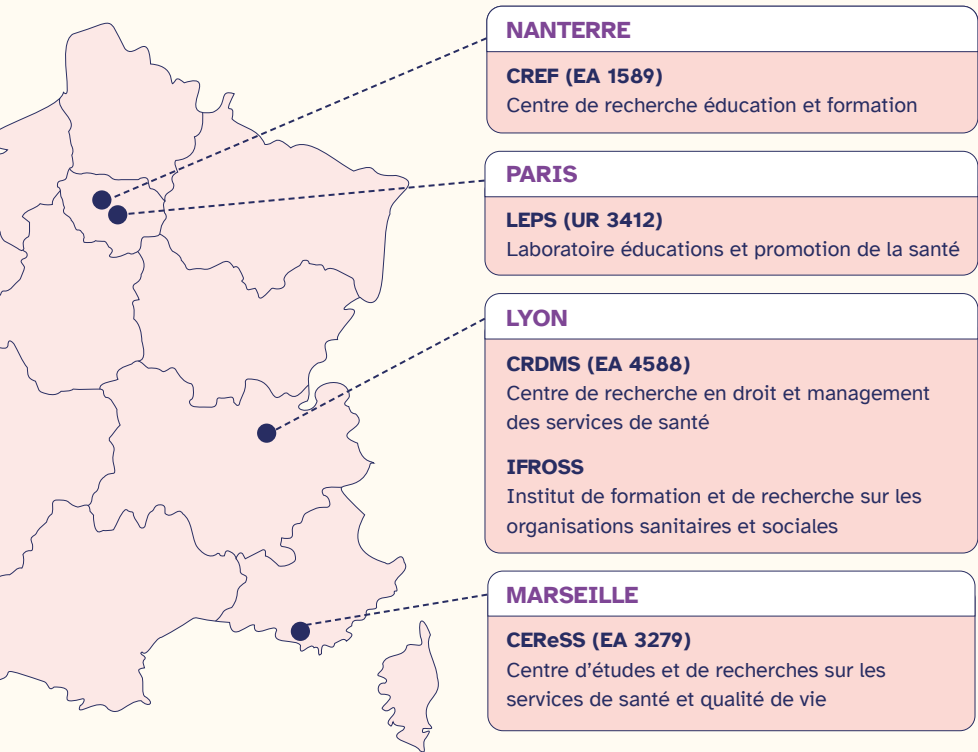 NANTERRE
CREF (EA 1589)
Centre de recherche éducation et formation
PARIS
LEPS (UR 3412)
Laboratoire éducations et promotion de la santé
LYON
CRDMS (EA 4588)
Centre de recherche en droit et management
des services de santé
IFROSS
Institut de formation et de recherche sur les
organisations sanitaires et sociales
MARSEILLE
CEReSS (EA 3279)
Centre d’études et de recherches sur les
services de santé et qualité de vie